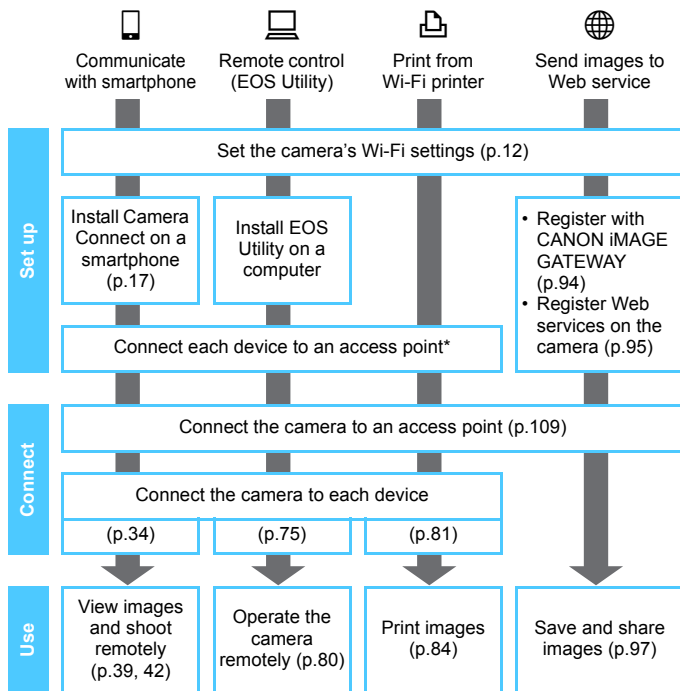 Communicate
with smartphone
Remote control
(EOS Utility)
Print from
Wi-Fi printer
Send images to
Web service
Set up
Set the camera's Wi-Fi settings (p.12)
Install Camera
Connect on a
smartphone
(p.17)
Install EOS
Utility on a
computer
• Register with
CANON iMAGE
GATEWAY
(p.94)
• Register Web
services on the
camera (p.95)
Connect each device to an access point*
Connect
Connect the camera to an access point (p.109)
Connect the camera to each device
(p.34)
(p.75)
(p.81)
Use
View images
and shoot
remotely
(p.39, 42)
Operate the
camera
remotely (p.80)
Print images
(p.84)
Save and share
images (p.97)